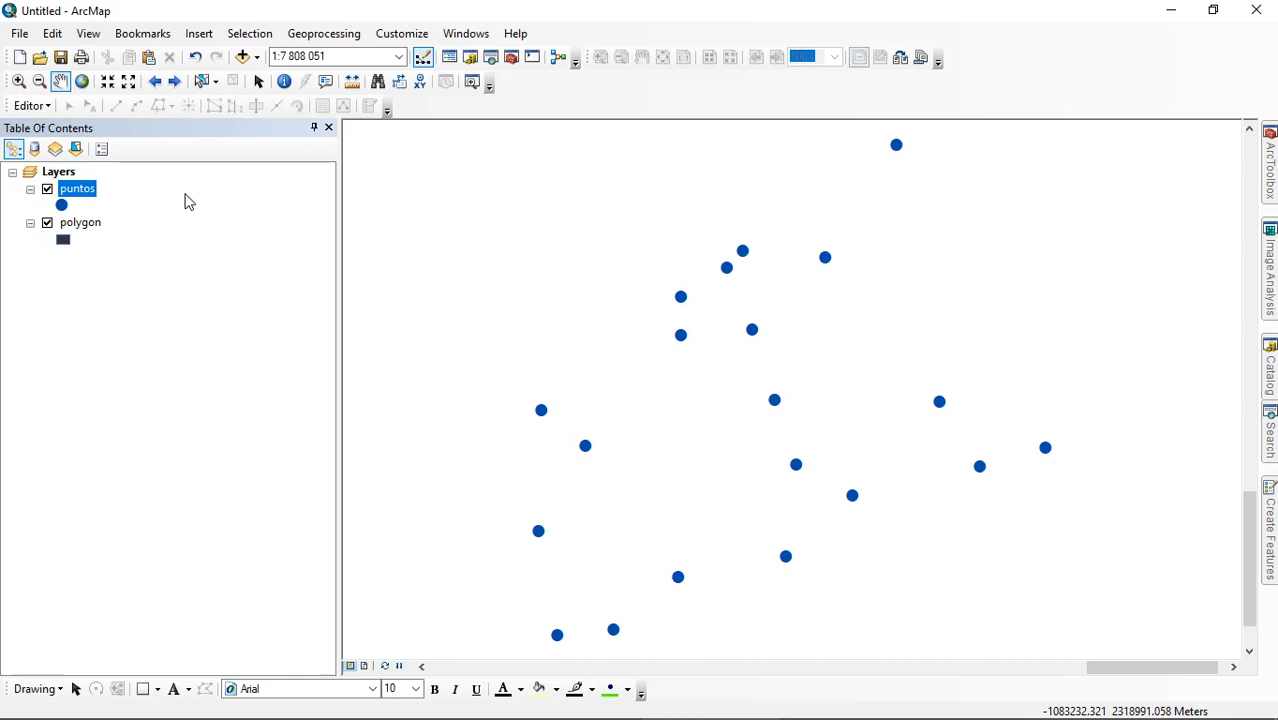 Untitled - ArcMap
File Edit View Bookmarks Insert Selection Geoprocessing Customize Windows Help
1:7 808 051
100%
Editor
Table Of Contents
Layers
puntos
polygon
ArcToolbox
Image Analysis
Catalog
Search
Create Features
Drawing A Arial 10 B I U A
-1083232.321 2318991.058 Meters